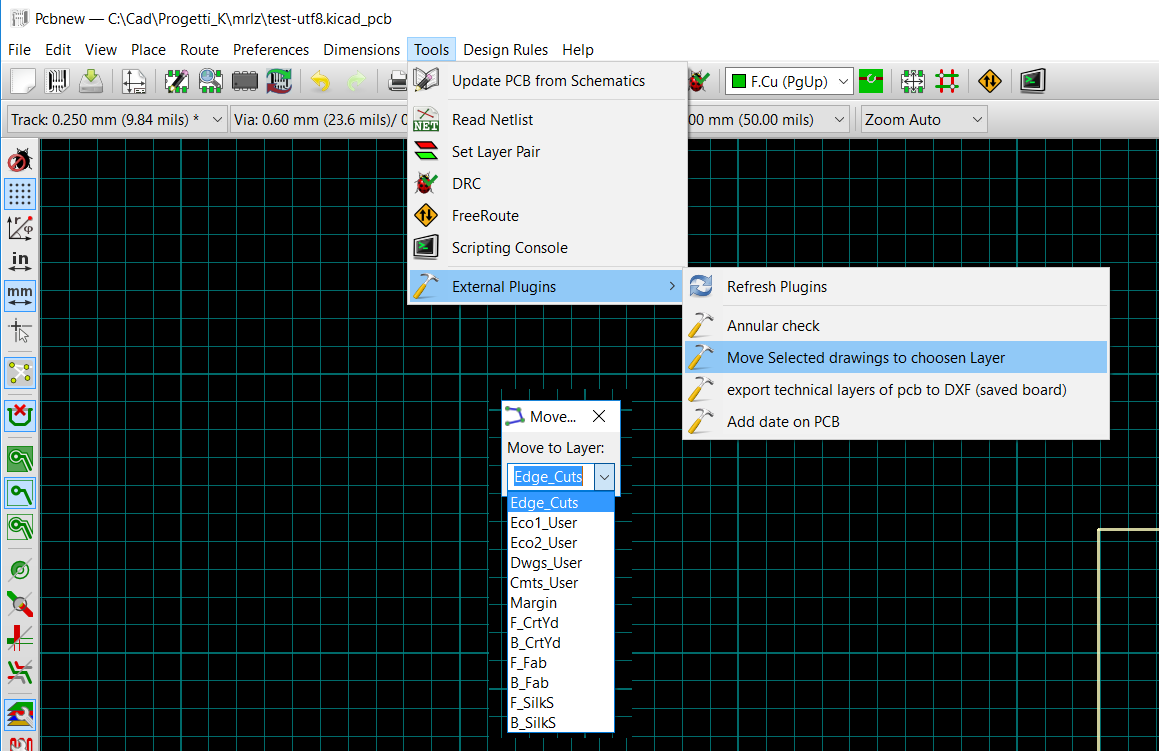 Pcbnew — C:\Cad\Progetti_K\mrlz\test-utf8.kicad_pcb
File Edit View Place Route Preferences Dimensions Tools Design Rules Help
F.Cu (PgUp)
Track: 0.250 mm (9.84 mils) * Via: 0.60 mm (23.6 mils)/ 00 mm (50.00 mils) Zoom Auto
Update PCB from Schematics
NET Read Netlist
Set Layer Pair
DRC
FreeRoute
Scripting Console
External Plugins
Refresh Plugins
Annular check
Move Selected drawings to choosen Layer
export technical layers of pcb to DXF (saved board)
Add date on PCB
in
mm
Move...
Move to Layer:
Edge_Cuts
Edge_Cuts
Eco1_User
Eco2_User
Dwgs_User
Cmts_User
Margin
F_CrtYd
B_CrtYd
F_Fab
B_Fab
F_SilkS
B_SilkS